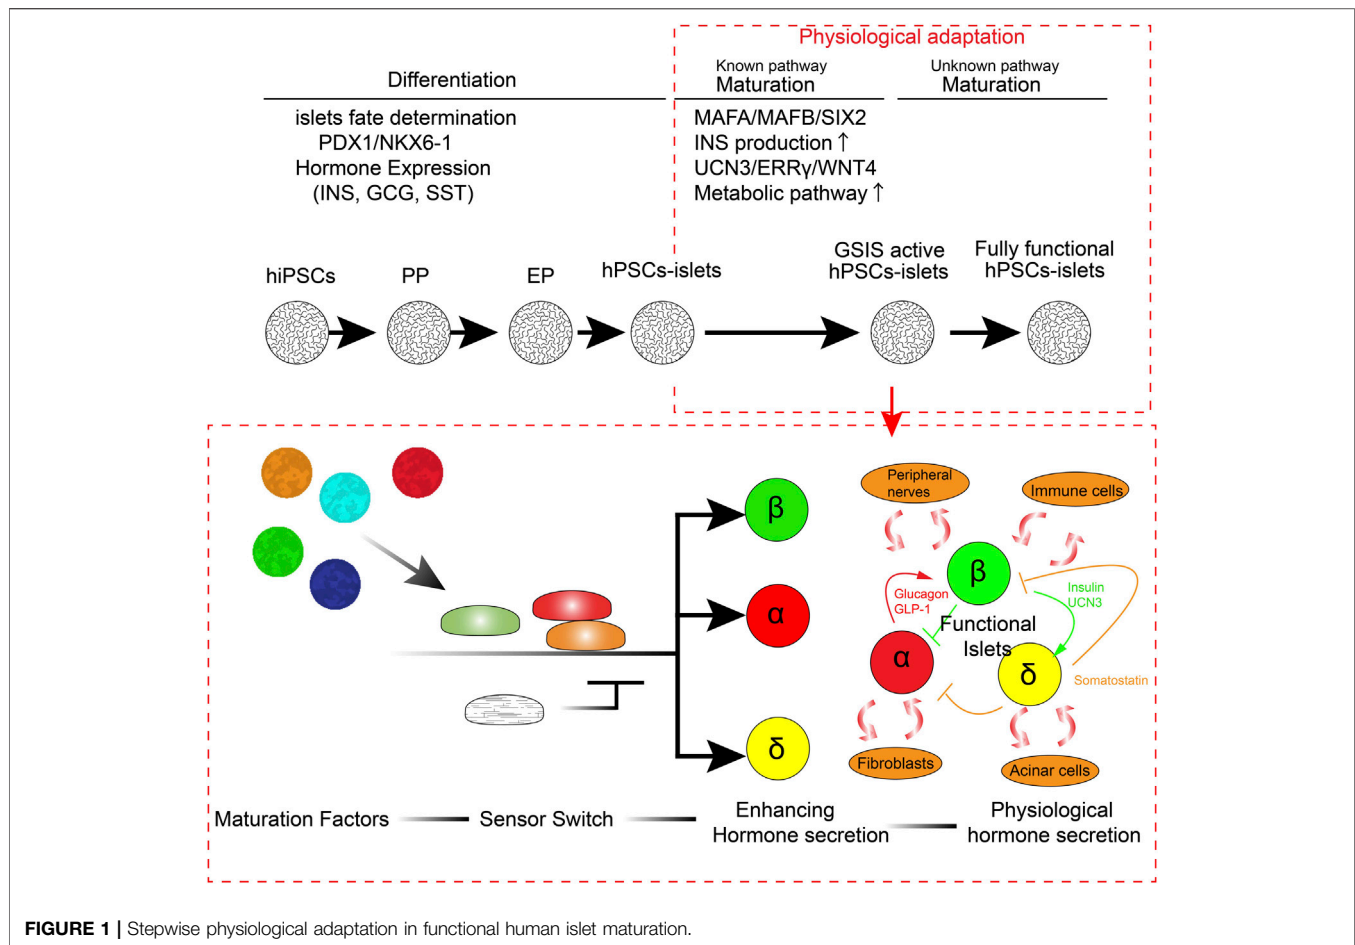 Physiological adaptation
Differentiation
Known pathway
Maturation
Unknown pathway
Maturation
islets fate determination
PDX1/NKX6-1
Hormone Expression
(INS, GCG, SST)
MAFA/MAFB/SIX2
INS production ↑
UCN3/ERRγ/WNT4
Metabolic pathway ↑
hiPSCs
PP
EP
hPSCs-islets
GSIS active
hPSCs-islets
Fully functional
hPSCs-islets
β
α
δ
Peripheral
nerves
Immune cells
β
Glucagon
GLP-1
Insulin
UCN3
Functional
Islets
α
δ
Somatostatin
Fibroblasts
Acinar cells
Maturation Factors
Sensor Switch
Enhancing
Hormone secretion
Physiological
hormone secretion
FIGURE 1 | Stepwise physiological adaptation in functional human islet maturation.